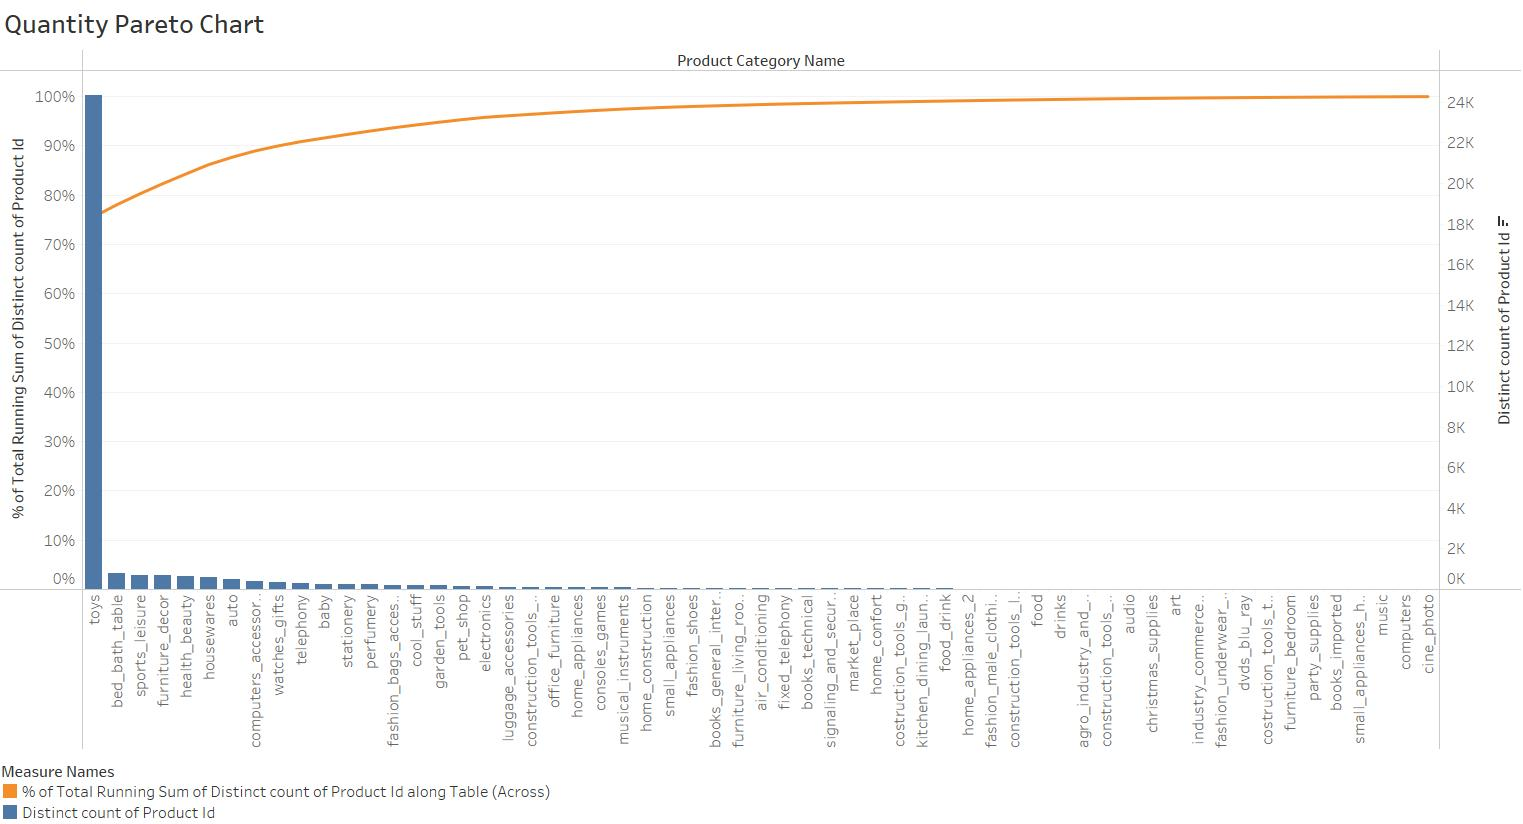 Quantity Pareto Chart
Product Category Name
% of Total Running Sum of Distinct count of Product Id
100%
90%
80%
70%
60%
50%
40%
30%
20%
10%
0%
24K
22K
20K
18K
16K
14K
12K
10K
8K
6K
4K
2K
0K
Distinct count of Product Id
toys
bed_bath_table
sports_leisure
furniture_decor
health_beauty
housewares
auto
computers_accessor..
watches_gifts
telephony
baby
stationery
perfumery
fashion_bags_acces..
cool_stuff
garden_tools
pet_shop
electronics
luggage_accessories
construction_tools_..
office_furniture
home_appliances
consoles_games
musical_instruments
home_construction
small_appliances
fashion_shoes
books_general_inter..
furniture_living_roo..
air_conditioning
fixed_telephony
books_technical
signaling_and_secur..
market_place
home_confort
costruction_tools_g..
kitchen_dining_laun..
food_drink
home_appliances_2
fashion_male_clothi..
construction_tools_l..
food
drinks
agro_industry_and_..
construction_tools_..
audio
christmas_supplies
art
industry_commerce..
fashion_underwear_..
dvds_blu_ray
costruction_tools_t..
furniture_bedroom
party_supplies
books_imported
small_appliances_h..
music
computers
cine_photo
Measure Names
% of Total Running Sum of Distinct count of Product Id along Table (Across)
Distinct count of Product Id